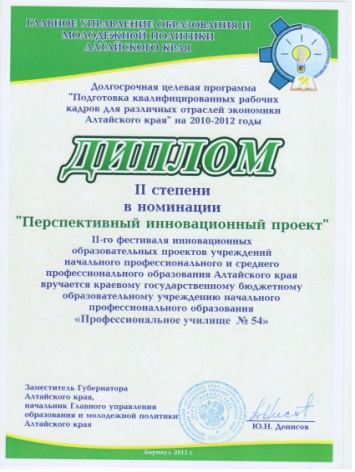 ГЛАВНОЕ УПРАВЛЕНИЕ ОБРАЗОВАНИЯ И
МОЛОДЕЖНОЙ ПОЛИТИКИ
АЛТАЙСКОГО КРАЯ
Долгосрочная целевая программа
"Подготовка квалифицированных рабочих
кадров для различных отраслей экономики
Алтайского края" на 2010-2012 годы
ДИПЛОМ
II степени
в номинации
"Перспективный инновационный проект"
II-го фестиваля инновационных
образовательных проектов учреждений
начального профессионального и среднего
профессионального образования Алтайского края
вручается краевому государственному бюджетному
образовательному учреждению начального
профессионального образования
«Профессиональное училище № 54»
Заместитель Губернатора
Алтайского края,
начальник Главного управления
образования и молодежной политики
Алтайского края
Ю.Н. Денисов
Барнаул 2012 г.